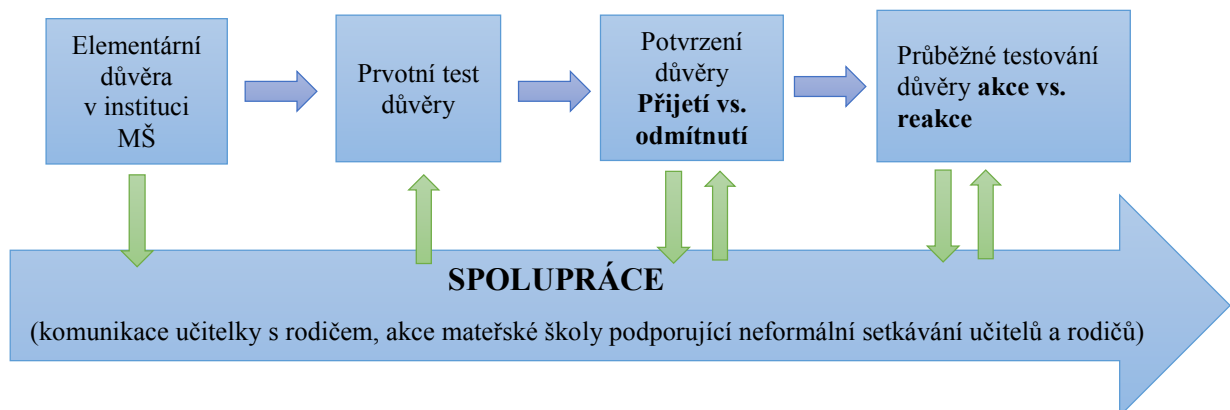 Elementární
důvěra
v instituci
MŠ
Prvotní test
důvěry
Potvrzení
důvěry
Přijetí vs.
odmítnutí
Průběžné testování
důvěry akce vs.
reakce
SPOLUPRÁCE
(komunikace učitelky s rodičem, akce mateřské školy podporující neformální setkávání učitelů a rodičů)